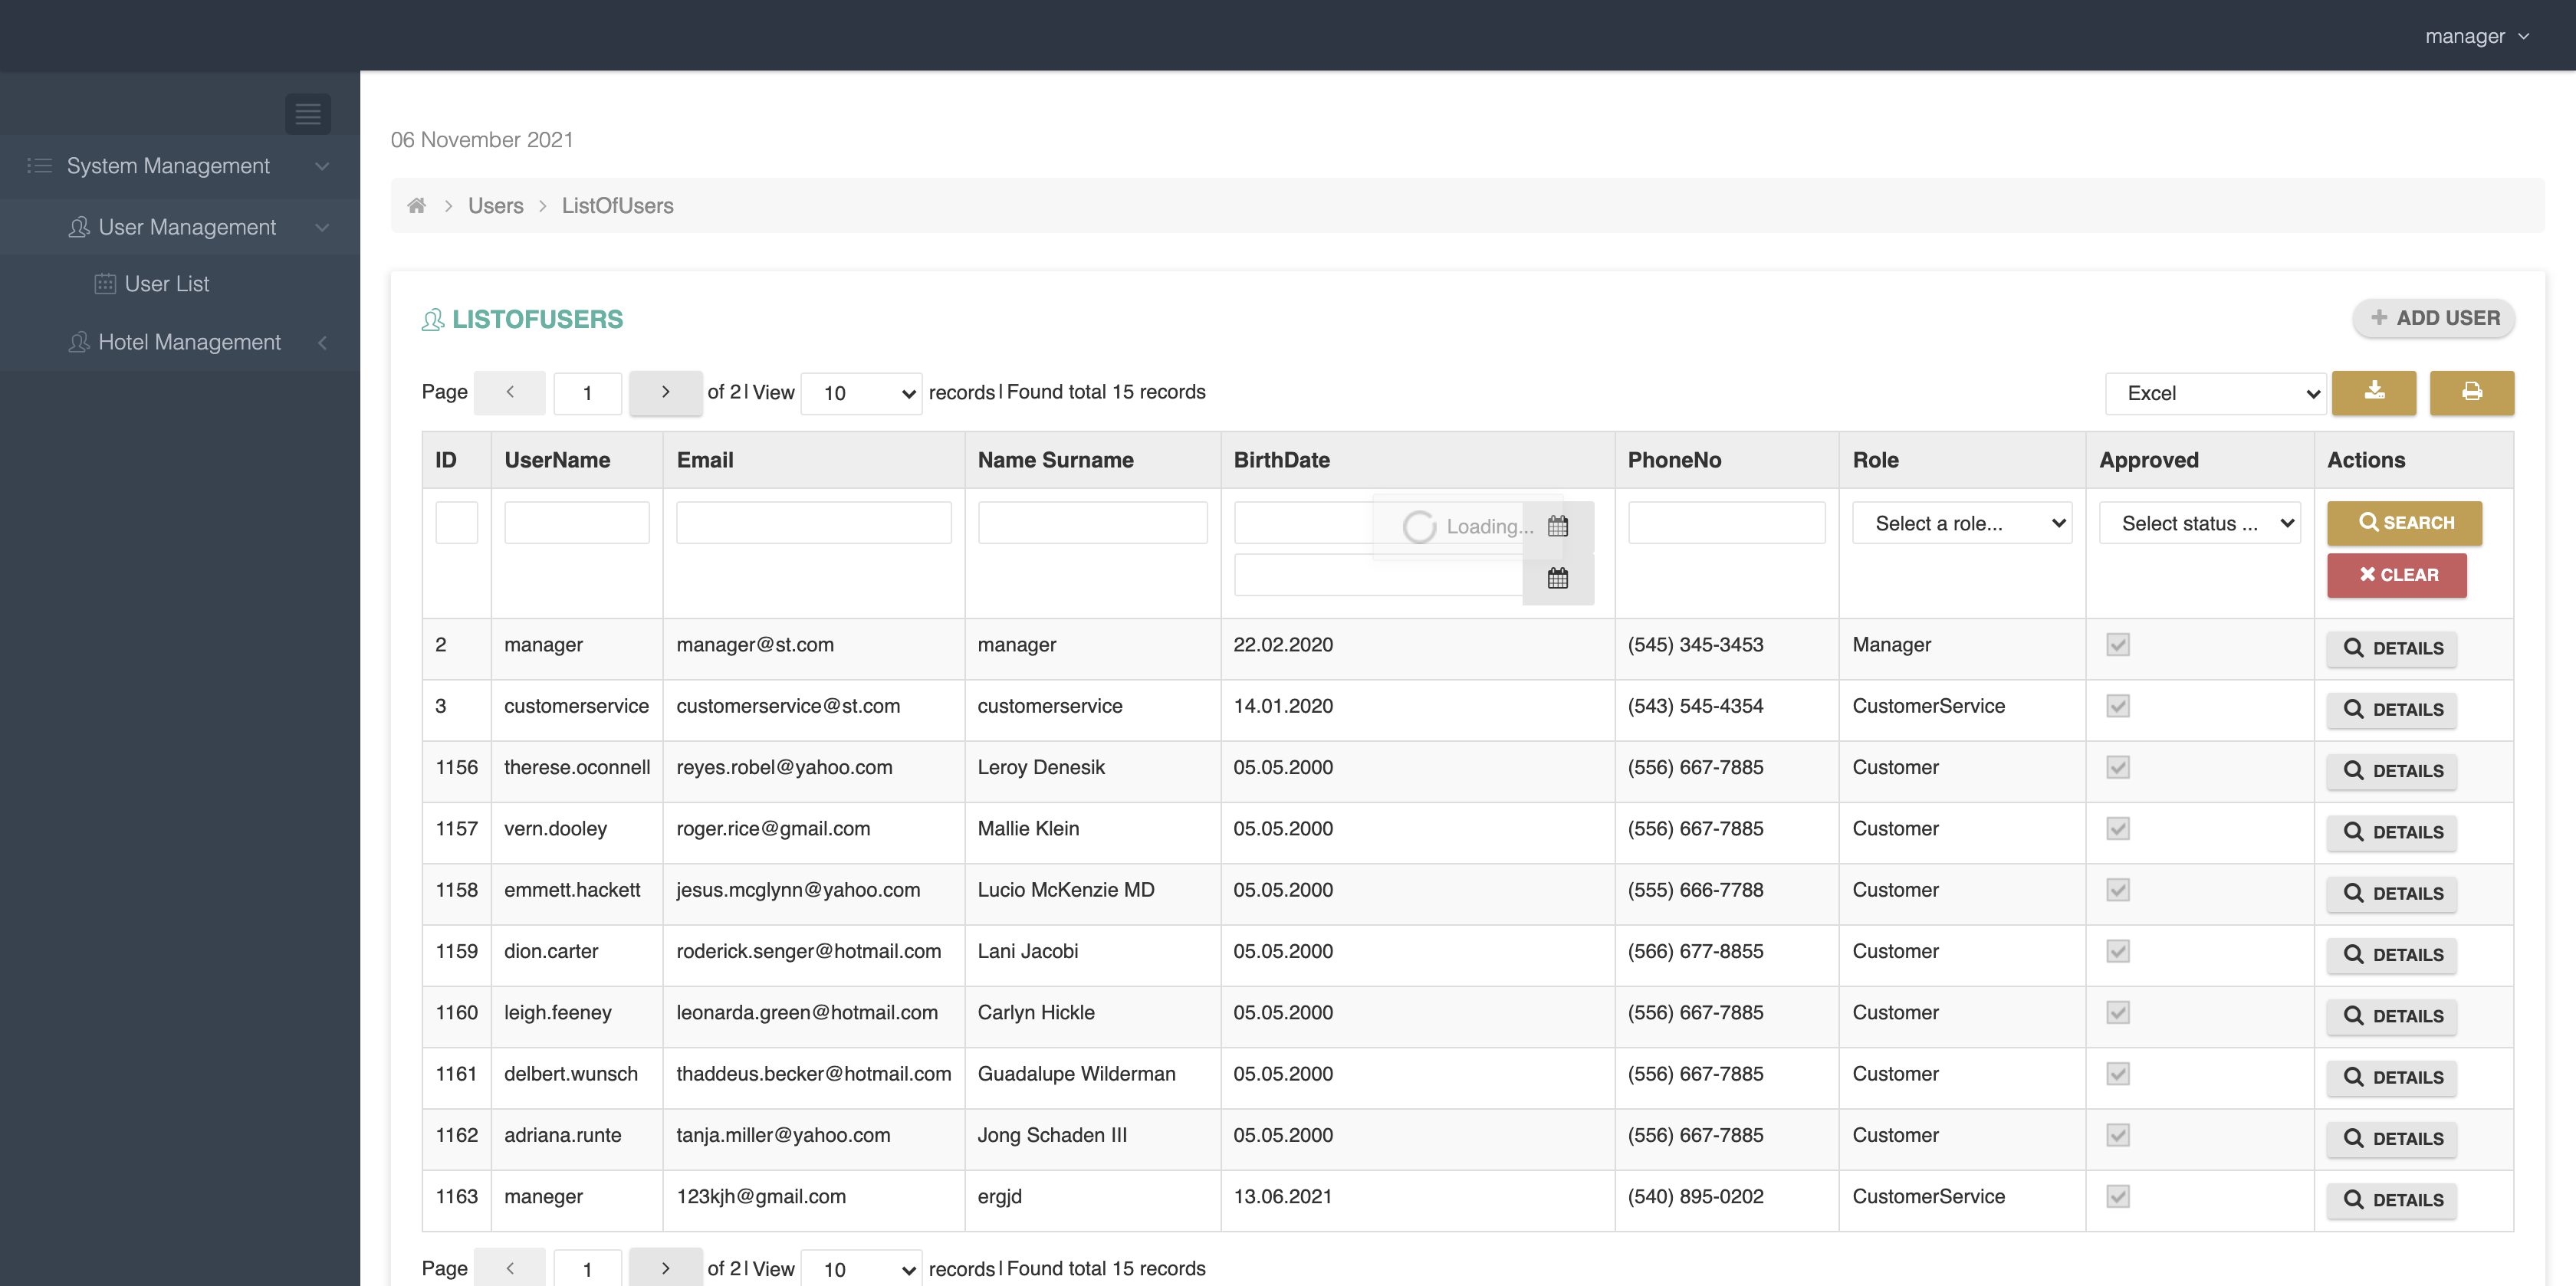 manager
System Management
User Management
User List
Hotel Management
06 November 2021
Users ListOfUsers
LISTOFUSERS
ADD USER
Page 1 of 2 | View 10 records | Found total 15 records
Excel
ID UserName Email Name Surname BirthDate PhoneNo Role Approved Actions
Loading... Select a role... Select status ... SEARCH
CLEAR
2 manager manager@st.com manager 22.02.2020 (545) 345-3453 Manager DETAILS
3 customerservice customerservice@st.com customerservice 14.01.2020 (543) 545-4354 CustomerService DETAILS
1156 therese.oconnell reyes.robel@yahoo.com Leroy Denesik 05.05.2000 (556) 667-7885 Customer DETAILS
1157 vern.dooley roger.rice@gmail.com Mallie Klein 05.05.2000 (556) 667-7885 Customer DETAILS
1158 emmett.hackett jesus.mcglynn@yahoo.com Lucio McKenzie MD 05.05.2000 (555) 666-7788 Customer DETAILS
1159 dion.carter roderick.senger@hotmail.com Lani Jacobi 05.05.2000 (566) 677-8855 Customer DETAILS
1160 leigh.feeney leonarda.green@hotmail.com Carlyn Hickle 05.05.2000 (556) 667-7885 Customer DETAILS
1161 delbert.wunsch thaddeus.becker@hotmail.com Guadalupe Wilderman 05.05.2000 (556) 667-7885 Customer DETAILS
1162 adriana.runte tanja.miller@yahoo.com Jong Schaden III 05.05.2000 (556) 667-7885 Customer DETAILS
1163 maneger 123kjh@gmail.com ergjd 13.06.2021 (540) 895-0202 CustomerService DETAILS
Page 1 of 2 | View 10 records | Found total 15 records